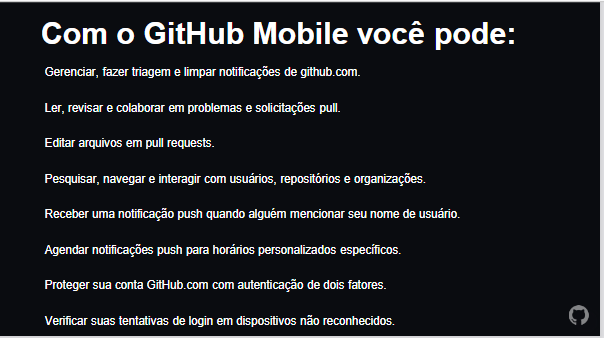 Com o GitHub Mobile você pode:
Gerenciar, fazer triagem e limpar notificações de github.com.
Ler, revisar e colaborar em problemas e solicitações pull.
Editar arquivos em pull requests.
Pesquisar, navegar e interagir com usuários, repositórios e organizações.
Receber uma notificação push quando alguém mencionar seu nome de usuário.
Agendar notificações push para horários personalizados específicos.
Proteger sua conta GitHub.com com autenticação de dois fatores.
Verificar suas tentativas de login em dispositivos não reconhecidos.